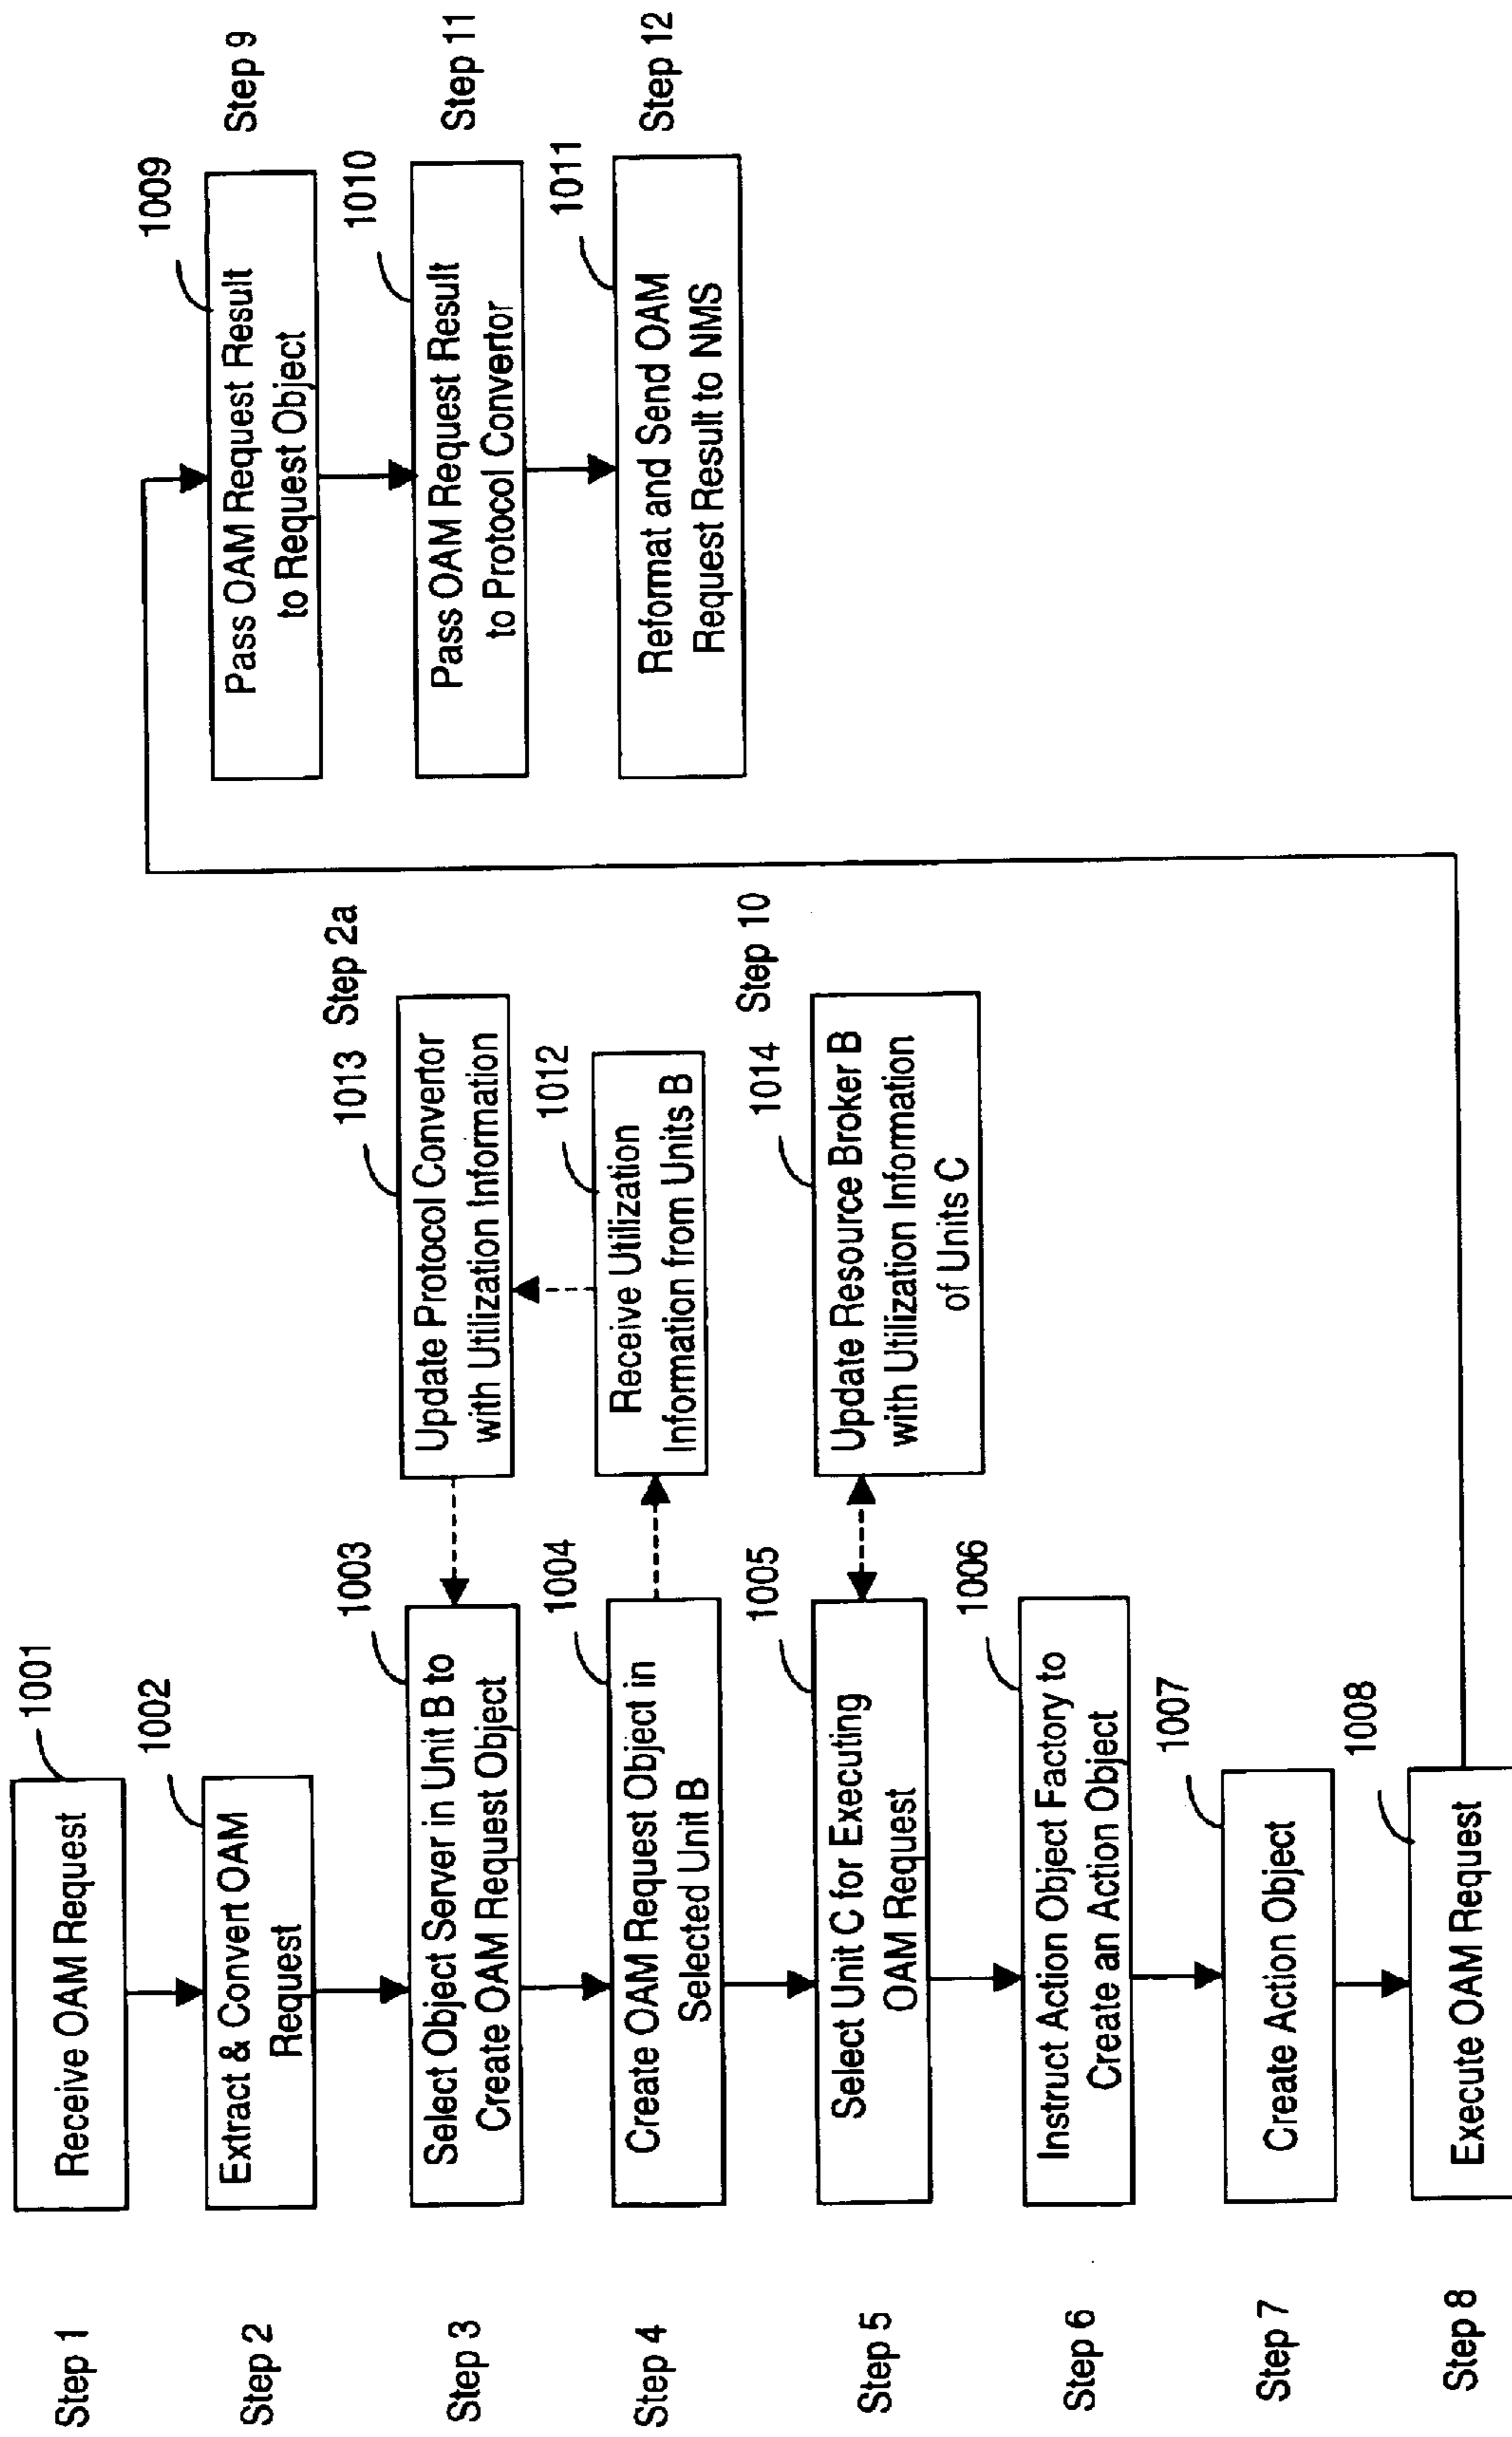 Step 1
1001
Receive OAM Request
Step 2
1002
Extract & Convert OAM
Request
Step 3
1003
Select Object Server in Unit B to
Create OAM Request Object
Step 4
1004
Create OAM Request Object in
Selected Unit B
Step 5
1005
Select Unit C for Executing
OAM Request
Step 6
1006
Instruct Action Object Factory to
Create an Action Object
Step 7
1007
Create Action Object
Step 8
1008
Execute OAM Request
1013 Step 2a
Update Protocol Convertor
with Utilization Information
1012
Receive Utilization
Information from Units B
1014 Step 10
Update Resource Broker B
with Utilization Information
of Units C
1009
Step 9
Pass OAM Request Result
to Request Object
1010
Step 11
Pass OAM Request Result
to Protocol Convertor
1011
Step 12
Reformat and Send OAM
Request Result to NMS